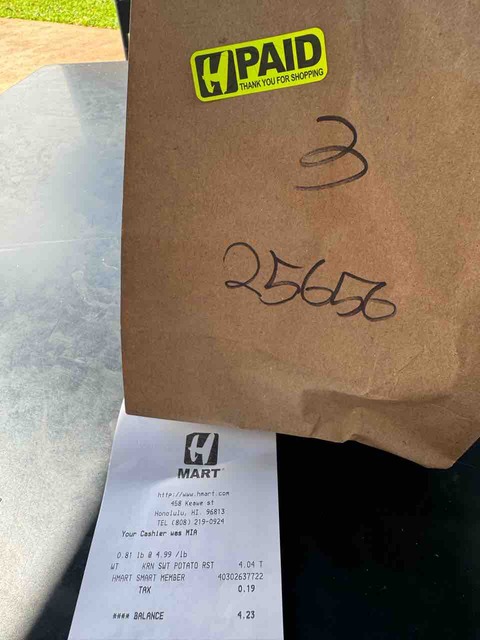 H PAID
THANK YOU FOR SHOPPING
3
25656
H
MART
http://www.hmart.com
458 Keawe st
Honolulu, HI. 96813
TEL (808) 219-0924
Your Cashier was MIA
0.81 lb @ 4.99 /lb
WT KRN SWT POTATO RST 4.04 T
HMART SMART MEMBER 40302637722
TAX 0.19
#### BALANCE 4.23